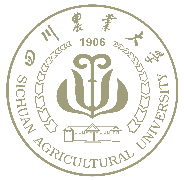 四川农业大学
1906
SICHUAN AGRICULTURAL UNIVERSITY